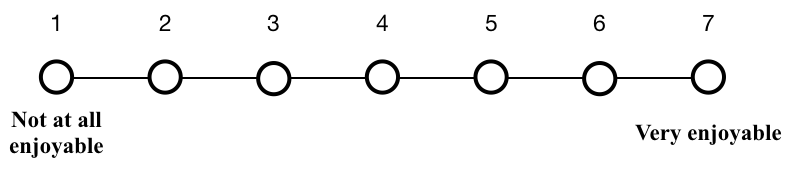 1 2 3 4 5 6 7
Not at all
enjoyable
Very enjoyable